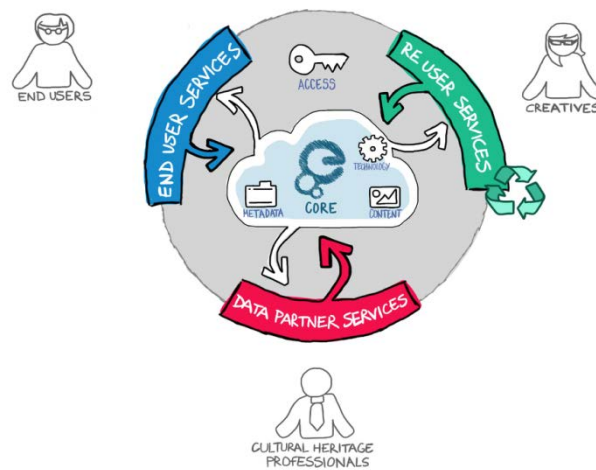 END USERS
END USER SERVICES
ACCESS
RE USER SERVICES
CREATIVES
TECHNOLOGY
METADATA
CORE
CONTENT
DATA PARTNER SERVICES
CULTURAL HERITAGE
PROFESSIONALS